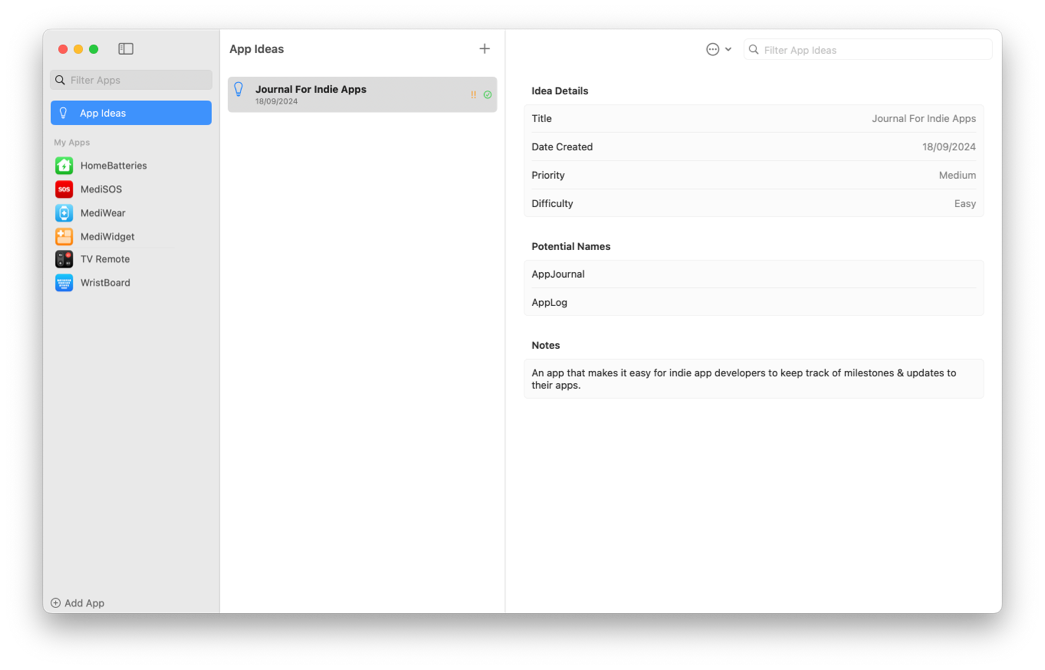 Filter Apps
App Ideas
My Apps
HomeBatteries
SOS
MediSOS
MediWear
MediWidget
TV Remote
WristBoard
Add App
App Ideas
Journal For Indie Apps
18/09/2024
!!
Filter App Ideas
Idea Details
Title Journal For Indie Apps
Date Created 18/09/2024
Priority Medium
Difficulty Easy
Potential Names
AppJournal
AppLog
Notes
An app that makes it easy for indie app developers to keep track of milestones & updates to
their apps.